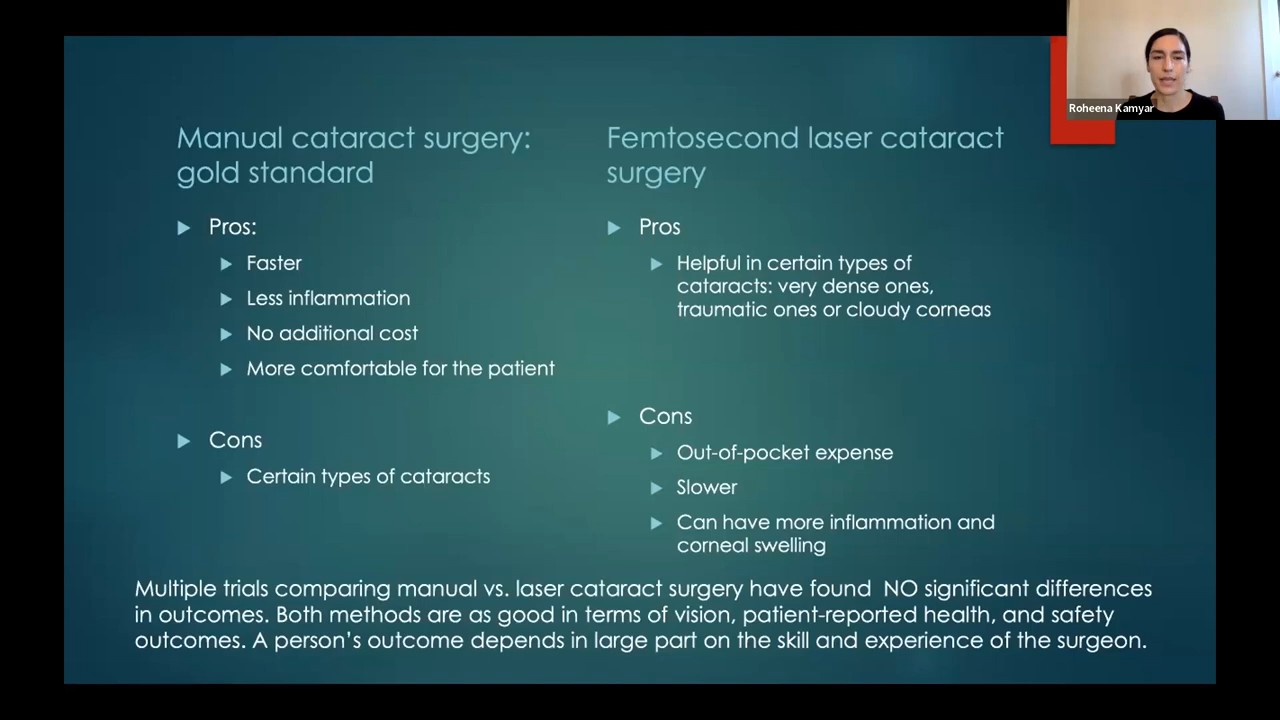 Roheena Kamyar
Manual cataract surgery:
gold standard
Pros:
Faster
Less inflammation
No additional cost
More comfortable for the patient
Cons
Certain types of cataracts
Femtosecond laser cataract
surgery
Pros
Helpful in certain types of
cataracts: very dense ones,
traumatic ones or cloudy corneas
Cons
Out-of-pocket expense
Slower
Can have more inflammation and
corneal swelling
Multiple trials comparing manual vs. laser cataract surgery have found  NO significant differences
in outcomes. Both methods are as good in terms of vision, patient-reported health, and safety
outcomes. A person’s outcome depends in large part on the skill and experience of the surgeon.